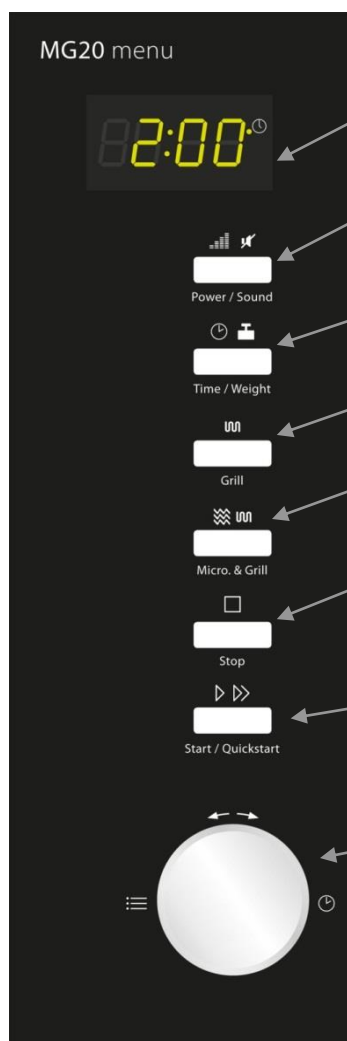 MG20 menu
2:00
Power / Sound
Time / Weight
Grill
Micro. & Grill
Stop
Start / Quickstart